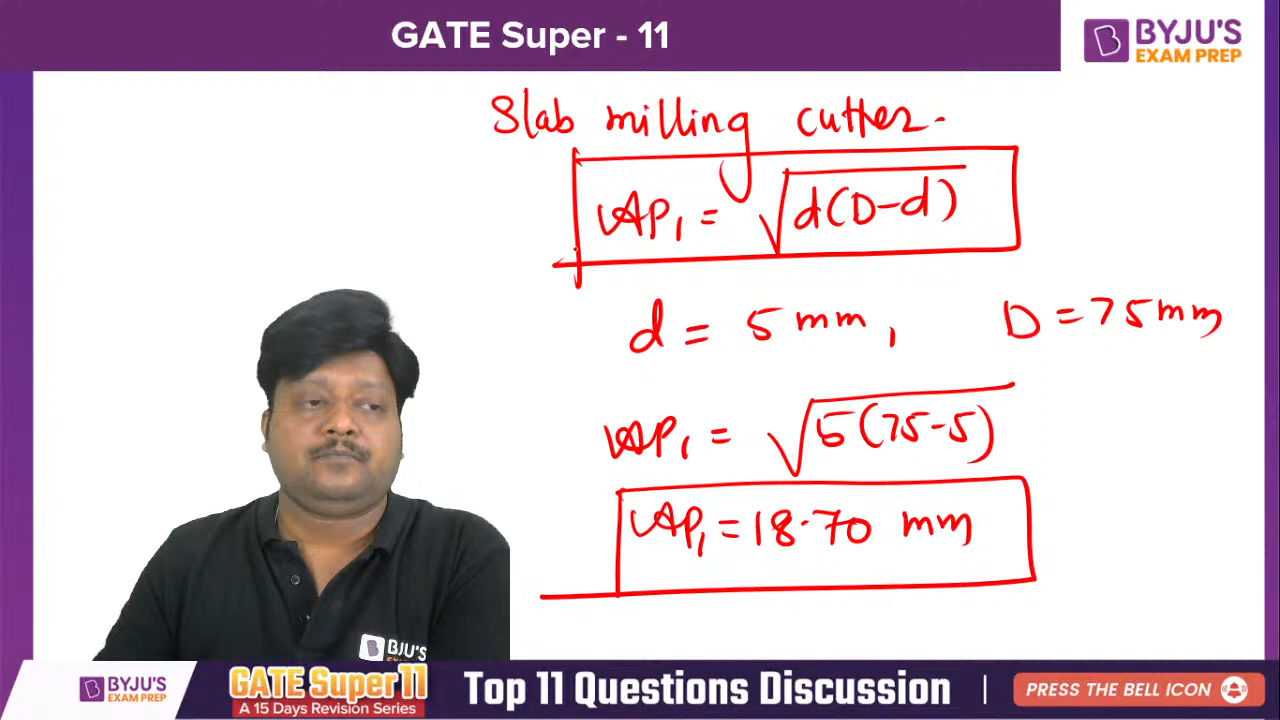 GATE Super - 11
BYJU'S
EXAM PREP
Slab milling cutter.
AP₁ = √d(D-d)
d = 5 mm, D = 75 mm
AP₁ = √5(75-5)
AP₁ = 18.70 mm
BYJU'S
BYJU'S
EXAM PREP
GATE Super 11
A 15 Days Revision Series
Top 11 Questions Discussion
PRESS THE BELL ICON